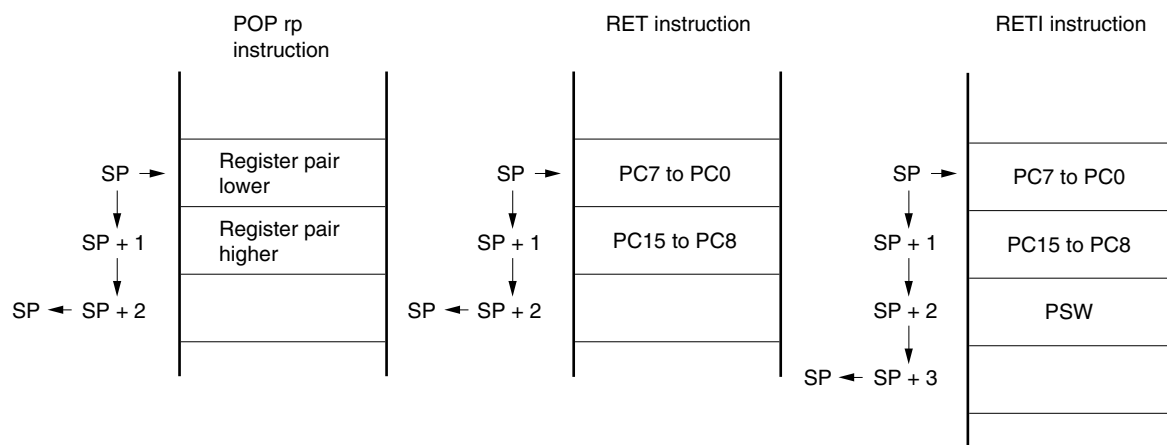 POP rp
instruction
RET instruction
RETI instruction
SP
Register pair
lower
SP + 1
Register pair
higher
SP
SP + 2
SP
PC7 to PC0
SP + 1
PC15 to PC8
SP
SP + 2
SP
PC7 to PC0
SP + 1
PC15 to PC8
SP + 2
PSW
SP
SP + 3